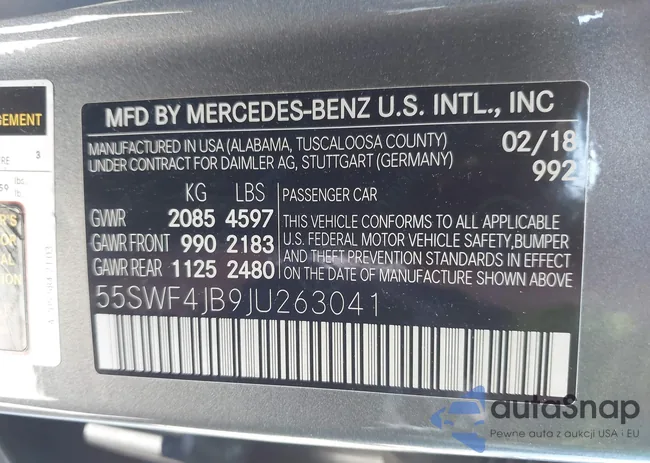 MFD BY MERCEDES-BENZ U.S. INTL., INC
MANUFACTURED IN USA (ALABAMA, TUSCALOOSA COUNTY) 02/18
UNDER CONTRACT FOR DAIMLER AG, STUTTGART (GERMANY) 992
KG LBS
GVWR 2085 4597
GAWR FRONT 990 2183
GAWR REAR 1125 2480
PASSENGER CAR
THIS VEHICLE CONFORMS TO ALL APPLICABLE
U.S. FEDERAL MOTOR VEHICLE SAFETY,BUMPER
AND THEFT PREVENTION STANDARDS IN EFFECT
ON THE DATE OF MANUFACTURE SHOWN ABOVE
55SWF4JB9JU263041
3
autoSnap
Pewne auta z aukcji USA • EU